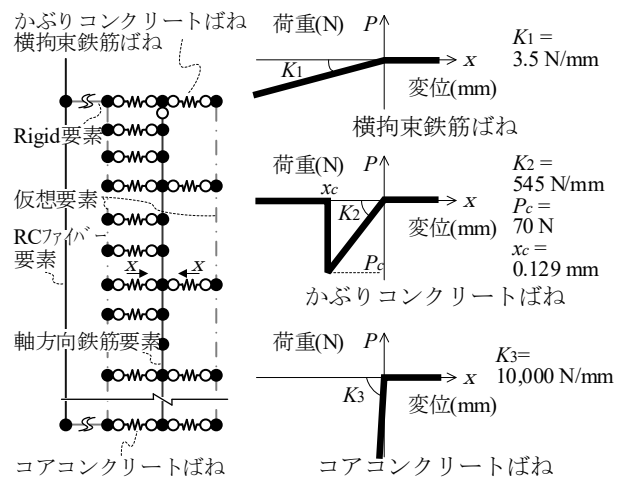 かぶりコンクリートばね
横拘束鉄筋ばね
Rigid要素
仮想要素
RCファイバー
要素
x
x
軸方向鉄筋要素
コアコンクリートばね
荷重(N) P
K1
x
変位(mm)
横拘束鉄筋ばね
K1 =
3.5 N/mm
荷重(N) P
xc
K2
x
変位(mm)
Pc
かぶりコンクリートばね
K2 =
545 N/mm
Pc =
70 N
xc =
0.129 mm
荷重(N) P
K3
x
変位(mm)
コアコンクリートばね
K3=
10,000 N/mm